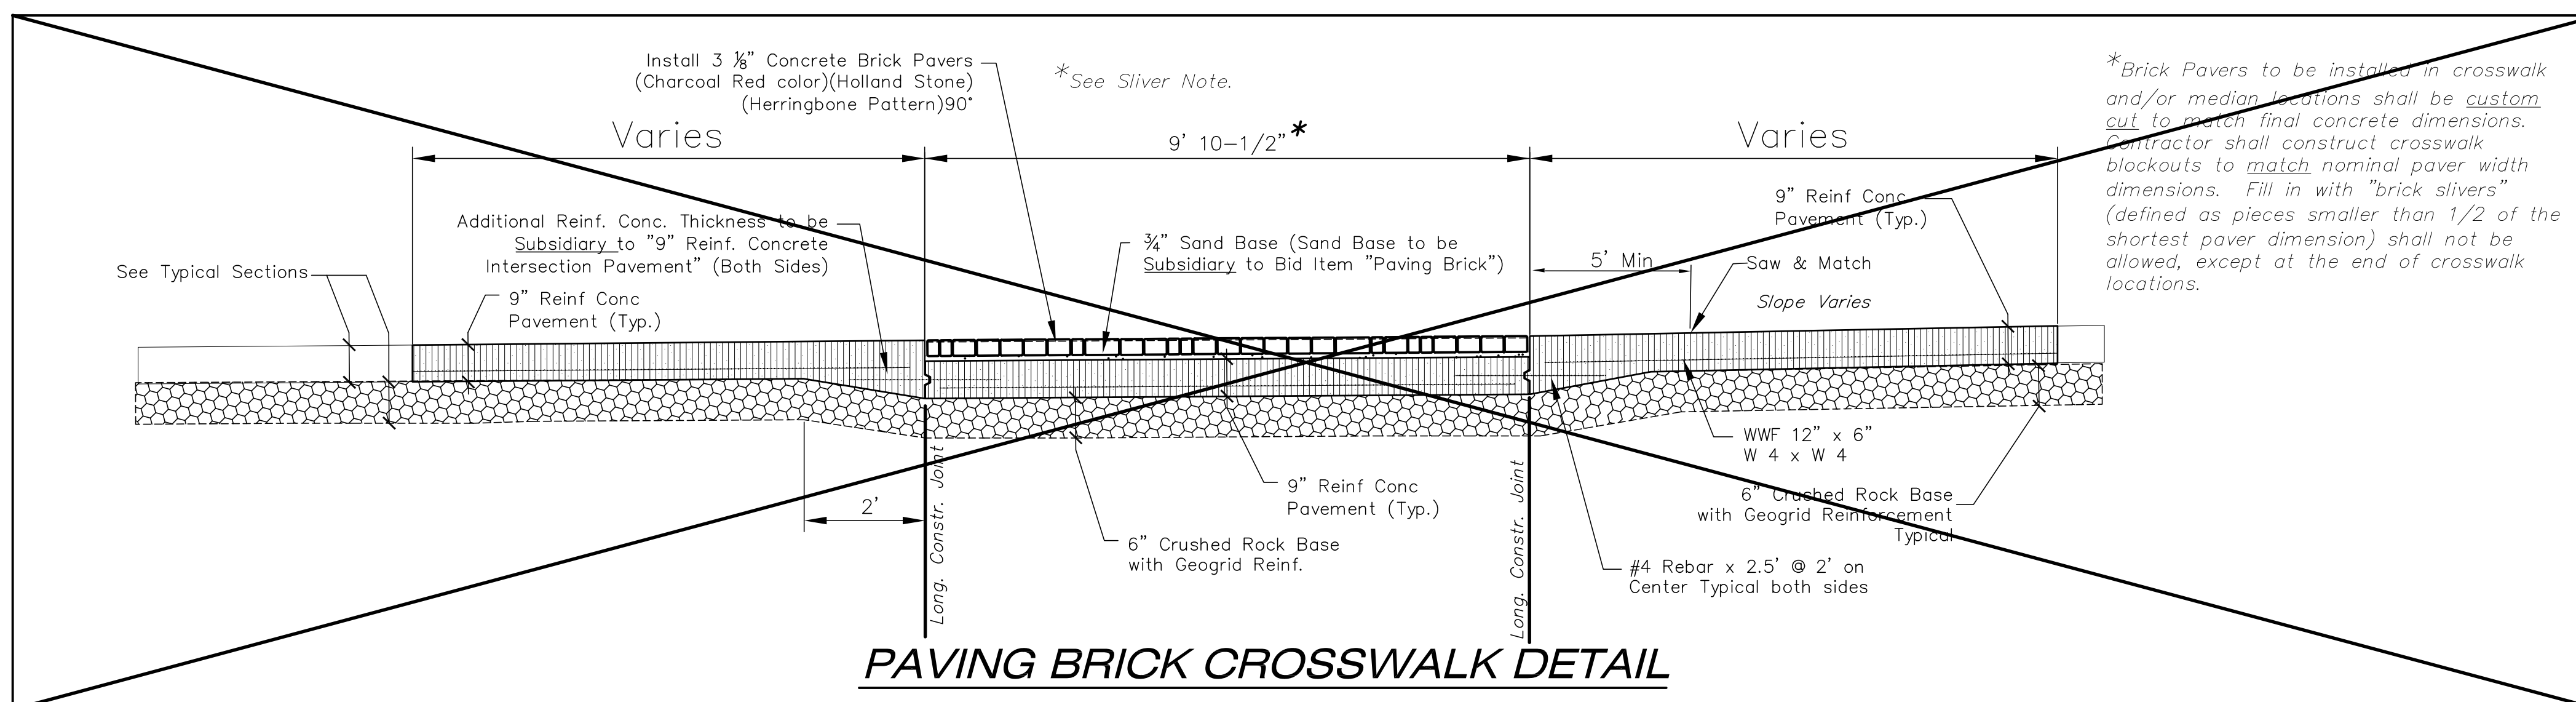 Install 3 ⅛" Concrete Brick Pavers
(Charcoal Red color)(Holland Stone)
(Herringbone Pattern)90°
*See Sliver Note.
*Brick Pavers to be installed in crosswalk
and/or median locations shall be custom
cut to match final concrete dimensions.
Contractor shall construct crosswalk
blockouts to match nominal paver width
dimensions. Fill in with "brick slivers"
(defined as pieces smaller than 1/2 of the
shortest paver dimension) shall not be
allowed, except at the end of crosswalk
locations.
Varies
9' 10-1/2"*
Varies
9" Reinf Conc
Pavement (Typ.)
Additional Reinf. Conc. Thickness to be
Subsidiary to "9" Reinf. Concrete
Intersection Pavement" (Both Sides)
¾" Sand Base (Sand Base to be
Subsidiary to Bid Item "Paving Brick")
5' Min
Saw & Match
Slope Varies
See Typical Sections
9" Reinf Conc
Pavement (Typ.)
WWF 12" x 6"
W 4 x W 4
2'
Long. Constr. Joint
9" Reinf Conc
Pavement (Typ.)
Long. Constr. Joint
6" Crushed Rock Base
with Geogrid Reinforcement
Typical
6" Crushed Rock Base
with Geogrid Reinf.
#4 Rebar x 2.5' @ 2' on
Center Typical both sides
PAVING BRICK CROSSWALK DETAIL